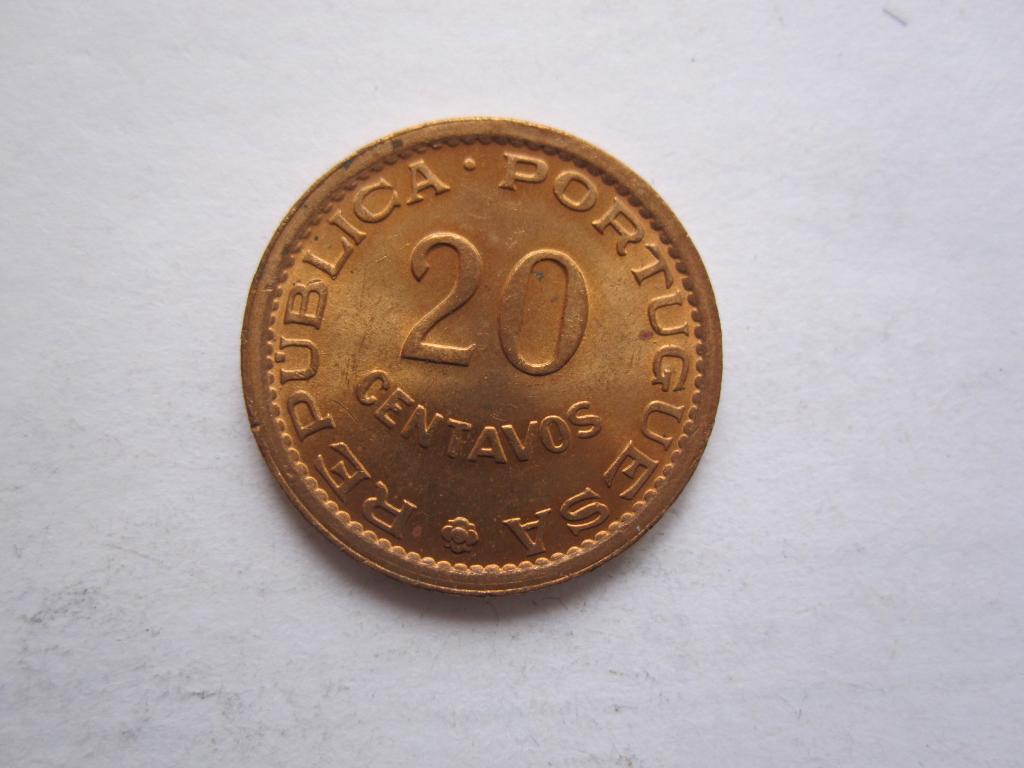 REPUBLICA · PORTUGUESA
20
CENTAVOS